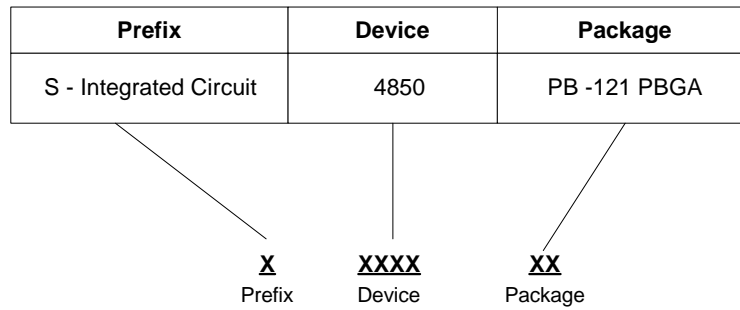 Prefix Device Package
S - Integrated Circuit 4850 PB -121 PBGA
X XXXX XX
Prefix Device Package